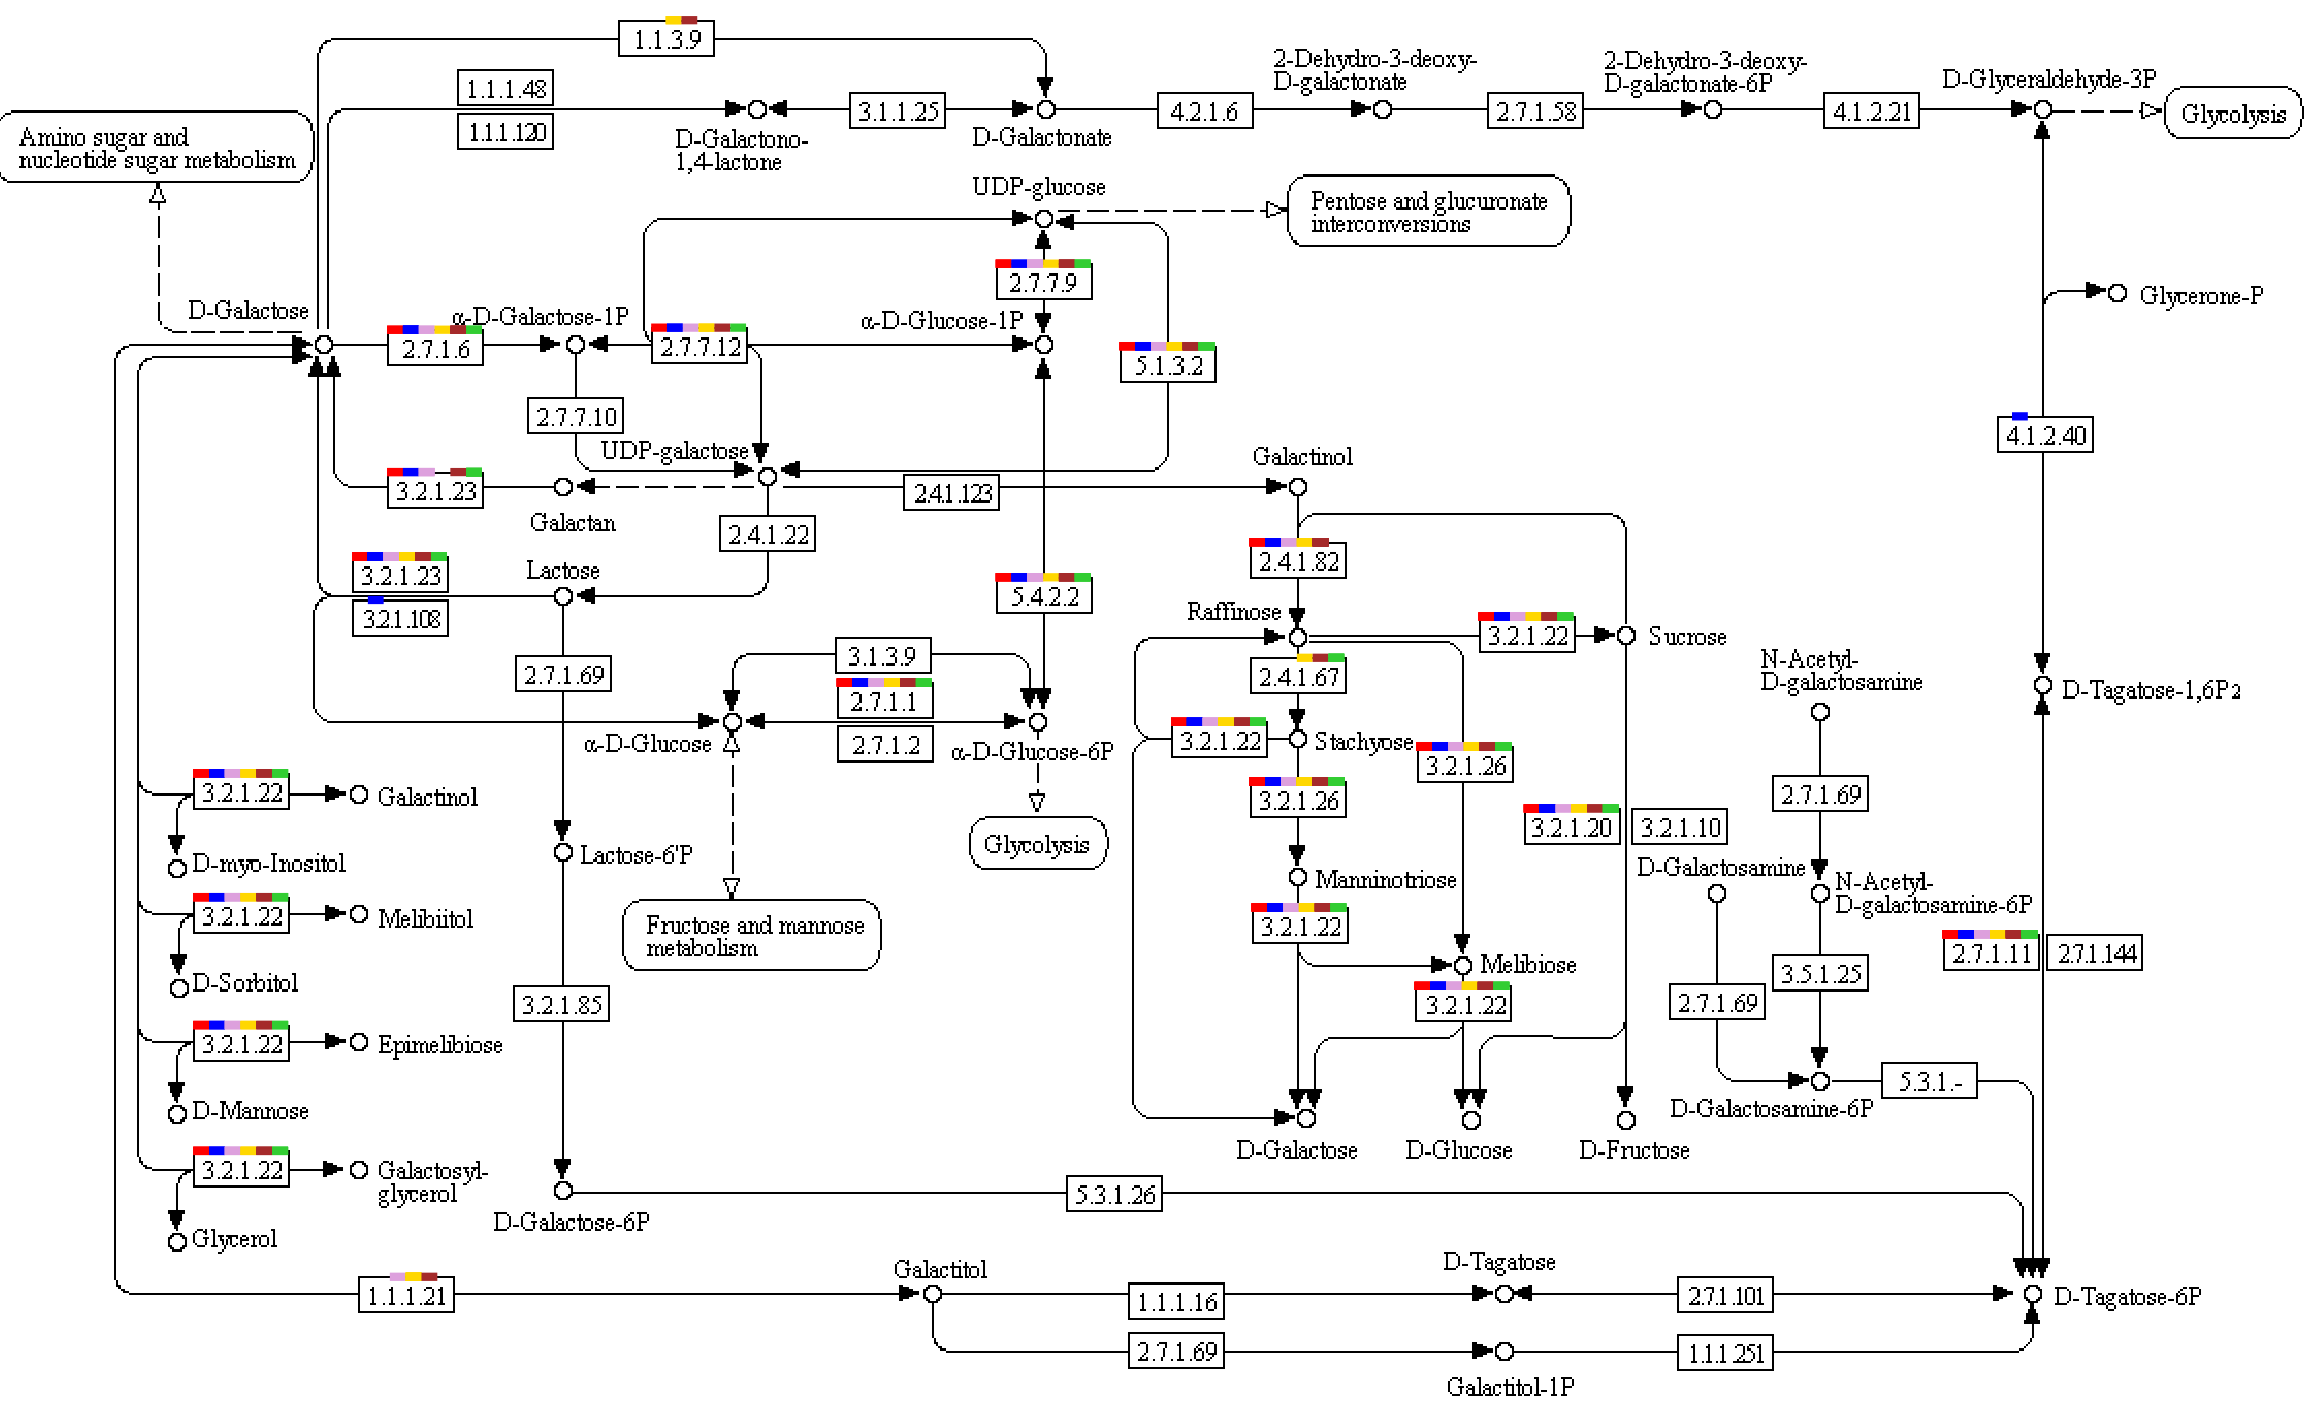 1.1.3.9
2-Dehydro-3-deoxy-
D-galactonate
2-Dehydro-3-deoxy-
D-galactonate-6P
D-Glyceraldehyde-3P
1.1.1.48
1.1.1.120
3.1.1.25
4.2.1.6
2.7.1.58
4.1.2.21
Glycolysis
Amino sugar and
nucleotide sugar metabolism
D-Galactono-
1,4-lactone
D-Galactonate
UDP-glucose
Pentose and glucuronate
interconversions
2.7.7.9
Glycerone-P
D-Galactose
α-D-Galactose-1P
α-D-Glucose-1P
2.7.1.6
2.7.7.12
5.1.3.2
2.7.7.10
4.1.2.40
UDP-galactose
Galactinol
3.2.1.23
2.4.1.123
Galactan
2.4.1.22
2.4.1.82
3.2.1.23
Lactose
5.4.2.2
3.2.1.108
Raffinose
3.2.1.22
Sucrose
3.1.3.9
2.7.1.69
2.4.1.67
N-Acetyl-
D-galactosamine
D-Tagatose-1,6P2
2.7.1.1
2.7.1.2
α-D-Glucose
α-D-Glucose-6P
3.2.1.22
Stachyose
3.2.1.26
3.2.1.22
Galactinol
3.2.1.26
2.7.1.69
3.2.1.20
3.2.1.10
Glycolysis
Lactose-6'P
D-myo-Inositol
Manninotriose
D-Galactosamine
N-Acetyl-
D-galactosamine-6P
3.2.1.22
Melibiitol
Fructose and mannose
metabolism
3.2.1.22
2.7.1.11
2.7.1.144
Melibiose
3.5.1.25
D-Sorbitol
3.2.1.85
3.2.1.22
2.7.1.69
3.2.1.22
Epimelibiose
5.3.1.-
D-Mannose
D-Galactosamine-6P
D-Galactose
D-Glucose
D-Fructose
3.2.1.22
Galactosyl-
glycerol
5.3.1.26
D-Galactose-6P
Glycerol
Galactitol
D-Tagatose
1.1.1.21
1.1.1.16
2.7.1.101
D-Tagatose-6P
2.7.1.69
1.1.1.251
Galactitol-1P